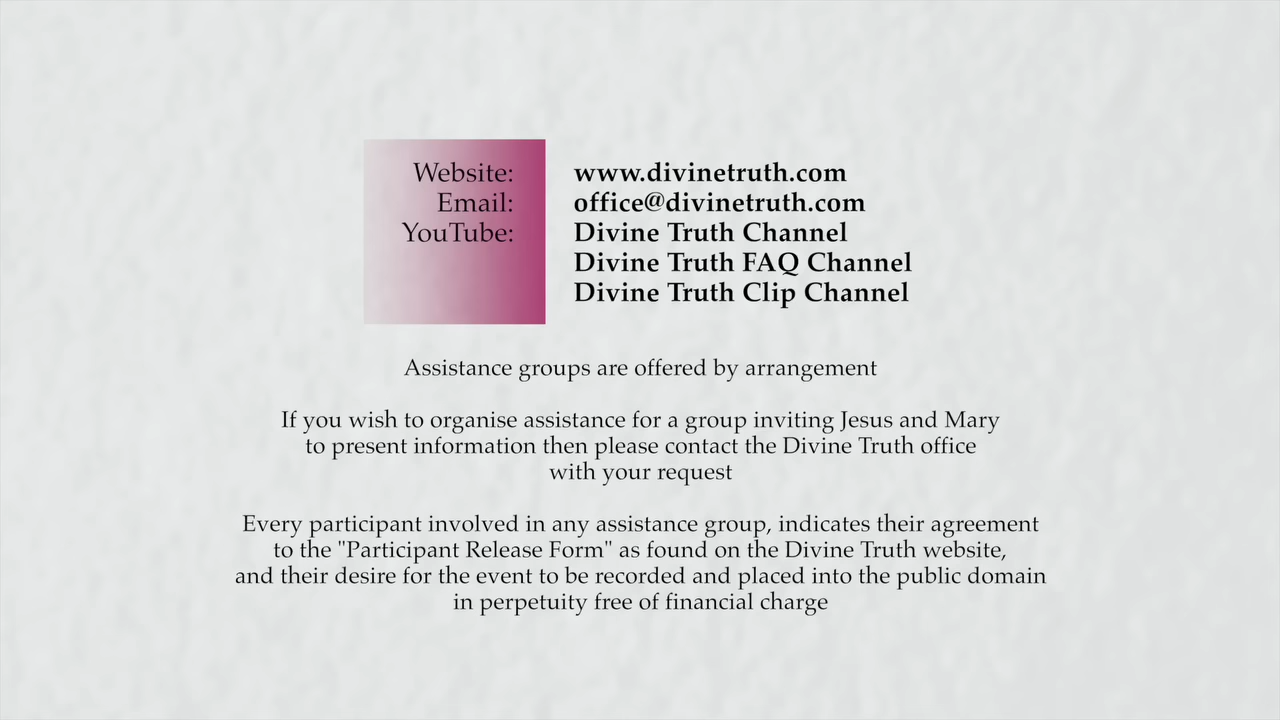 Website: www.divinetruth.com
Email: office@divinetruth.com
YouTube: Divine Truth Channel
Divine Truth FAQ Channel
Divine Truth Clip Channel
Assistance groups are offered by arrangement
If you wish to organise assistance for a group inviting Jesus and Mary
to present information then please contact the Divine Truth office
with your request
Every participant involved in any assistance group, indicates their agreement
to the "Participant Release Form" as found on the Divine Truth website,
and their desire for the event to be recorded and placed into the public domain
in perpetuity free of financial charge